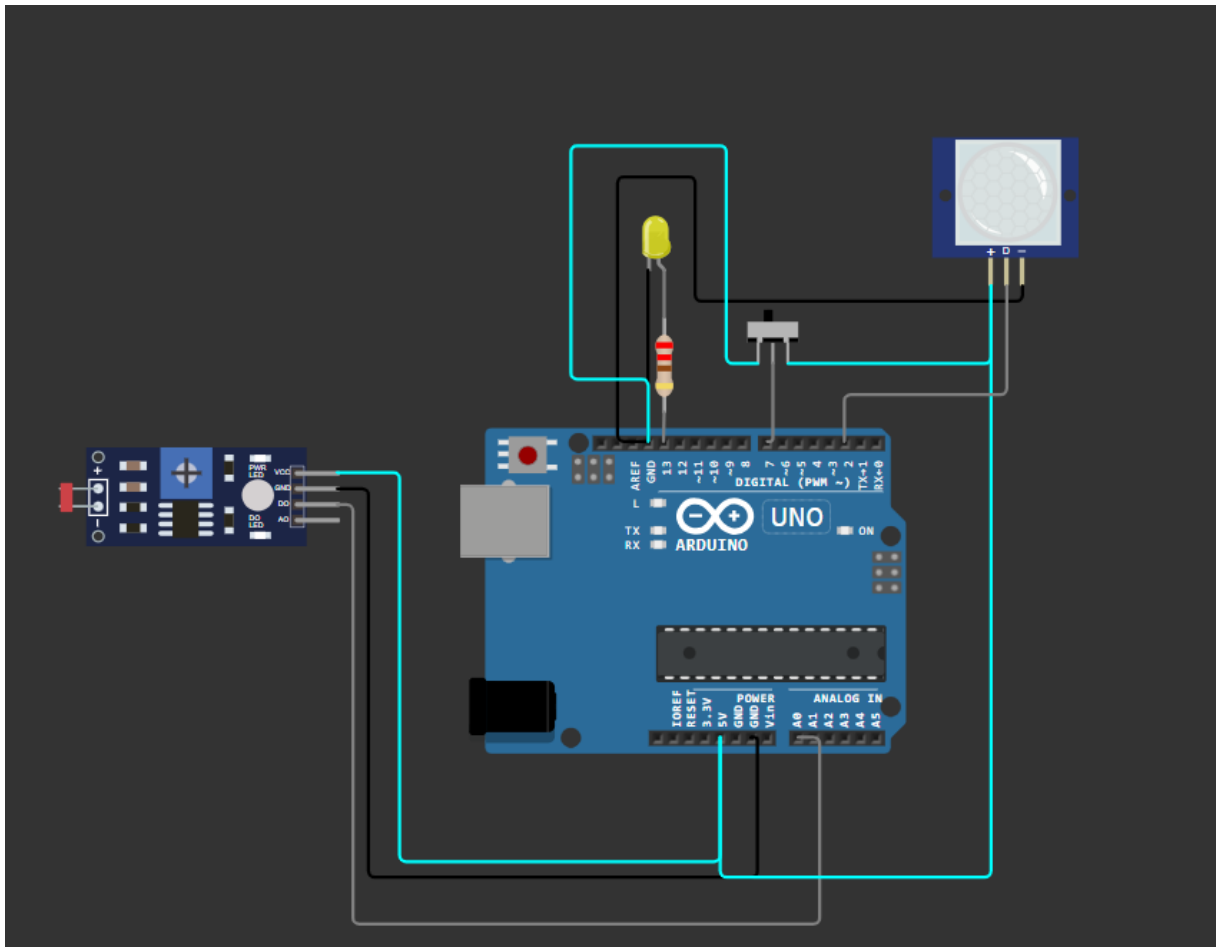 + D −
+
PWR
LED
VCC
GND
DO
AO
DO
LED
−
AREF
GND
13
12
~11
~10
~9
8
7
~6
~5
4
~3
2
TX→1
RX←0
DIGITAL (PWM ~)
L
TX
RX
− +
UNO
ARDUINO
ON
IOREF
RESET
3.3V
5V
GND
GND
Vin
POWER
ANALOG IN
A0
A1
A2
A3
A4
A5